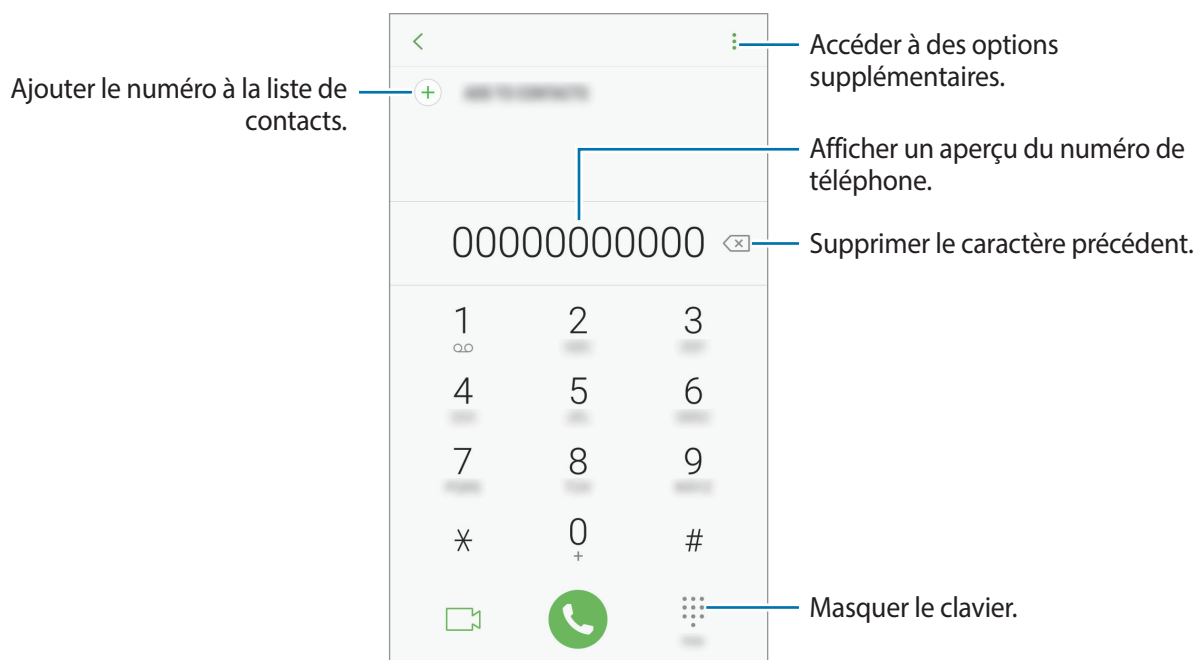 Accéder à des options
supplémentaires.
Ajouter le numéro à la liste de
contacts.
Afficher un aperçu du numéro de
téléphone.
00000000000
Supprimer le caractère précédent.
1 2 3
4 5 6
7 8 9
* 0 #
+
Masquer le clavier.